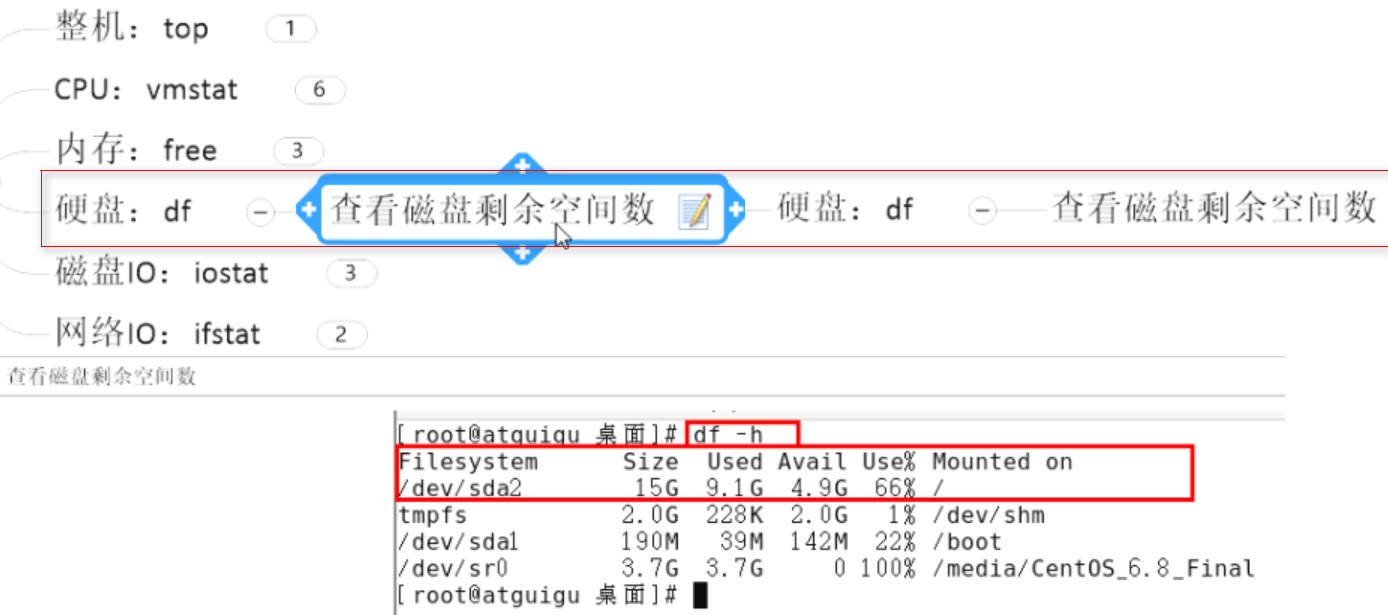 整机：top 1
CPU：vmstat 6
内存：free 3
硬盘：df 查看磁盘剩余空间数 硬盘：df 查看磁盘剩余空间数
磁盘IO：iostat 3
网络IO：ifstat 2
查看磁盘剩余空间数
[root@atguigu 桌面]# df -h
Filesystem Size Used Avail Use% Mounted on
/dev/sda2 15G 9.1G 4.9G 66% /
tmpfs 2.0G 228K 2.0G 1% /dev/shm
/dev/sda1 190M 39M 142M 22% /boot
/dev/sr0 3.7G 3.7G 0 100% /media/CentOS_6.8_Final
[root@atguigu 桌面]#